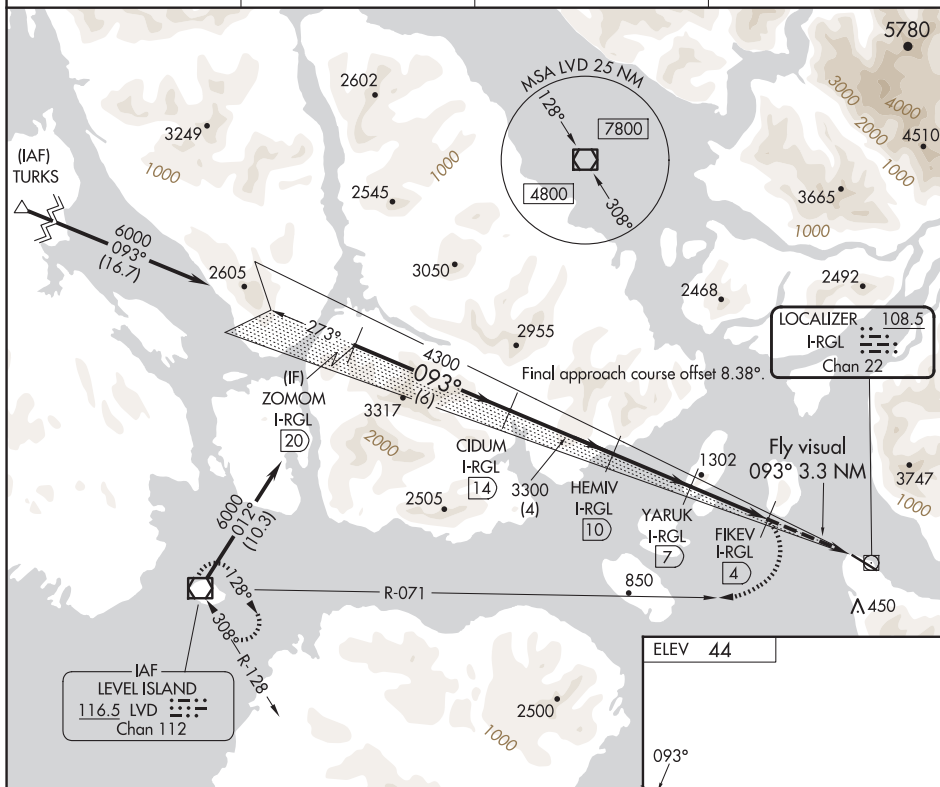 5780
2602
MSA LVD 25 NM
128°
7800
4800
308°
3000
4000
2000
4510
1000
3249
1000
1000
(IAF)
TURKS
2545
3665
1000
6000
093°
(16.7)
2605
3050
2468
2492
LOCALIZER 108.5
I-RGL
Chan 22
2955
273°
4300
093°
(6)
Final approach course offset 8.38°.
(IF)
ZOMOM
I-RGL
20
3317
2000
CIDUM
I-RGL
14
3300
(4)
HEMIV
I-RGL
10
1302
Fly visual
093° 3.3 NM
3747
1000
2505
YARUK
I-RGL
7
FIKEV
I-RGL
4
6000
012°
(10.3)
128°
R-071
850
450
308°
R-128
IAF
LEVEL ISLAND
116.5 LVD
Chan 112
2500
1000
ELEV 44
093°